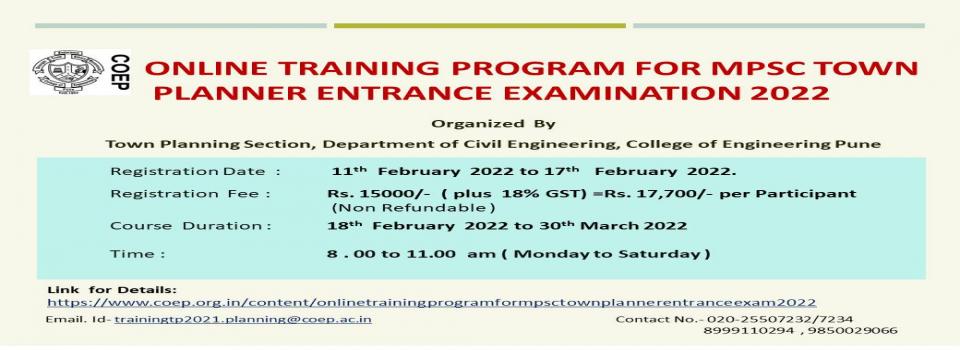 COEP
ONLINE TRAINING PROGRAM FOR MPSC TOWN
PLANNER ENTRANCE EXAMINATION 2022
Organized By
Town Planning Section, Department of Civil Engineering, College of Engineering Pune
Registration Date : 11th February 2022 to 17th February 2022.
Registration Fee : Rs. 15000/- ( plus 18% GST) =Rs. 17,700/- per Participant
(Non Refundable)
Course Duration : 18th February 2022 to 30th March 2022
Time : 8 . 00 to 11.00 am ( Monday to Saturday )
Link for Details:
https://www.coep.org.in/content/onlinetrainingprogramformpsctownplannerentranceexam2022
Email. Id- trainingtp2021.planning@coep.ac.in Contact No.- 020-25507232/7234
8999110294 , 9850029066